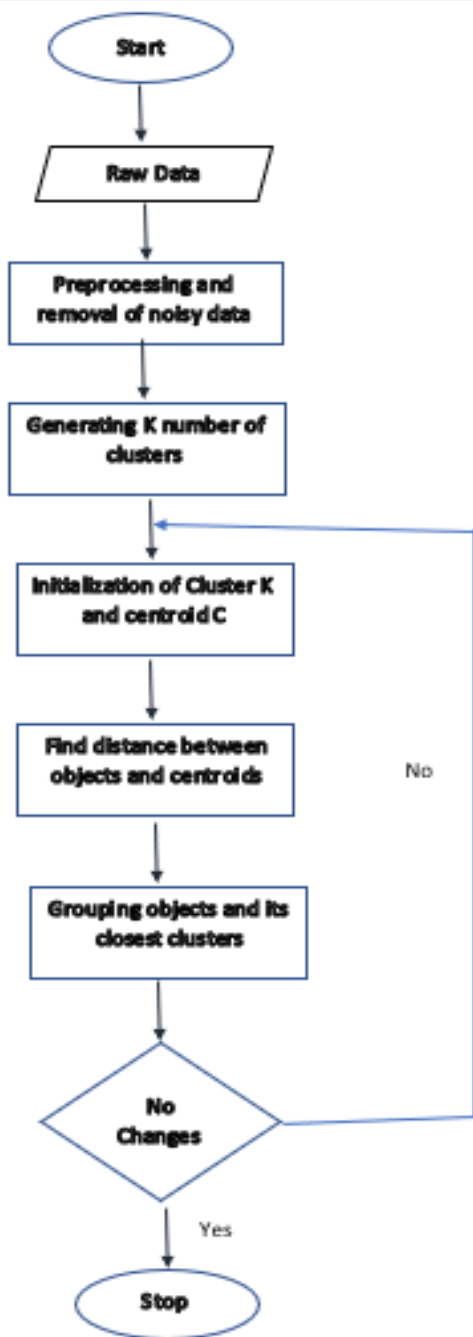 Start
Raw Data
Preprocessing and
removal of noisy data
Generating K number of
clusters
Initialization of Cluster K
and centroid C
Find distance between
objects and centroids
No
Grouping objects and its
closest clusters
No
Changes
Yes
Stop